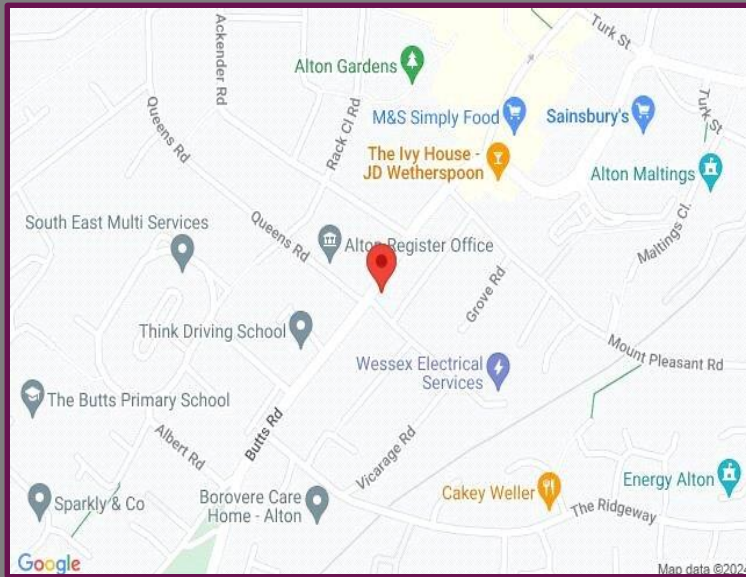 Turk St
Ackender Rd
Alton Gardens
Turk St
Queens Rd
Rack Cl Rd
M&S Simply Food
Sainsbury's
The Ivy House -
JD Wetherspoon
Alton Maltings
South East Multi Services
Queens Rd
Alton Register Office
Maltings Cl.
Grove Rd
Think Driving School
Wessex Electrical
Services
Mount Pleasant Rd
The Butts Primary School
Butts Rd
Albert Rd
Vicarage Rd
Sparkly & Co
Borovere Care
Home - Alton
Cakey Weller
Energy Alton
The Ridgeway
Google
Map data ©2024